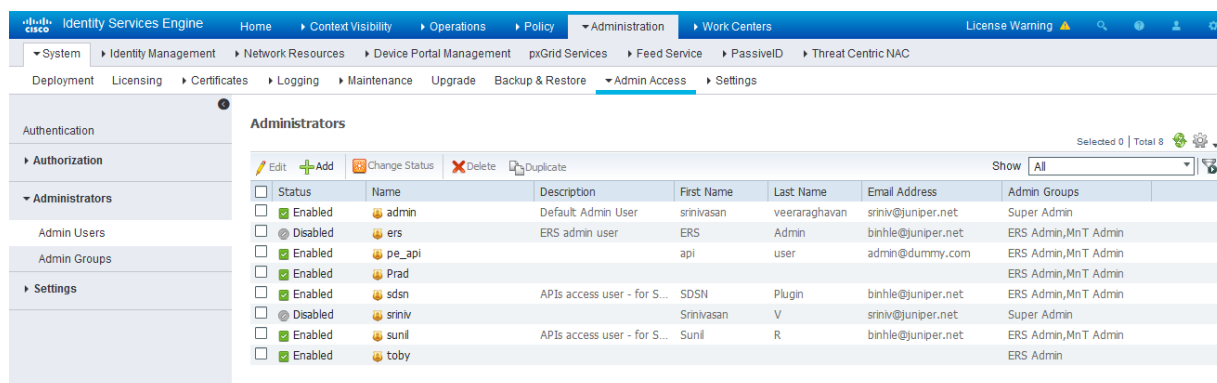 CISCO Identity Services Engine Home Context Visibility Operations Policy Administration Work Centers License Warning
System Identity Management Network Resources Device Portal Management pxGrid Services Feed Service PassiveID Threat Centric NAC
Deployment Licensing Certificates Logging Maintenance Upgrade Backup & Restore Admin Access Settings
Authentication
Authorization
Administrators
Admin Users
Admin Groups
Settings
Administrators
Selected 0 | Total 8
Edit Add Change Status Delete Duplicate Show All
Status Name Description First Name Last Name Email Address Admin Groups
Enabled admin Default Admin User srinivasan veeraraghavan sriniv@juniper.net Super Admin
Disabled ers ERS admin user ERS Admin binhle@juniper.net ERS Admin,MnT Admin
Enabled pe_api api user admin@dummy.com ERS Admin,MnT Admin
Enabled Prad ERS Admin,MnT Admin
Enabled sdsn APIs access user - for S... SDSN Plugin binhle@juniper.net ERS Admin,MnT Admin
Disabled sriniv Srinivasan V sriniv@juniper.net Super Admin
Enabled sunil APIs access user - for S... Sunil R binhle@juniper.net ERS Admin,MnT Admin
Enabled toby ERS Admin